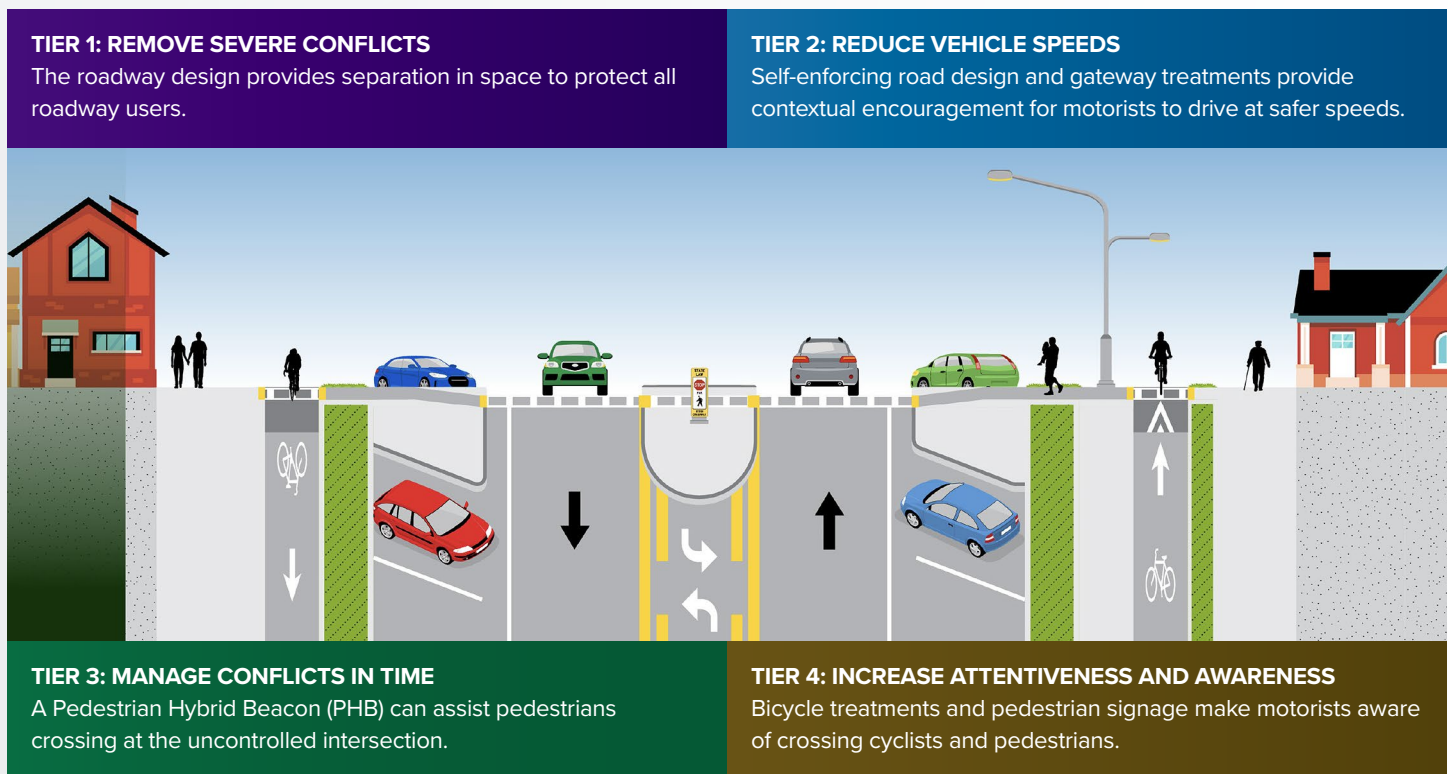 TIER 1: REMOVE SEVERE CONFLICTS
The roadway design provides separation in space to protect all
roadway users.
TIER 2: REDUCE VEHICLE SPEEDS
Self-enforcing road design and gateway treatments provide
contextual encouragement for motorists to drive at safer speeds.
STATE
LAW
STOP
TIER 3: MANAGE CONFLICTS IN TIME
A Pedestrian Hybrid Beacon (PHB) can assist pedestrians
crossing at the uncontrolled intersection.
TIER 4: INCREASE ATTENTIVENESS AND AWARENESS
Bicycle treatments and pedestrian signage make motorists aware
of crossing cyclists and pedestrians.